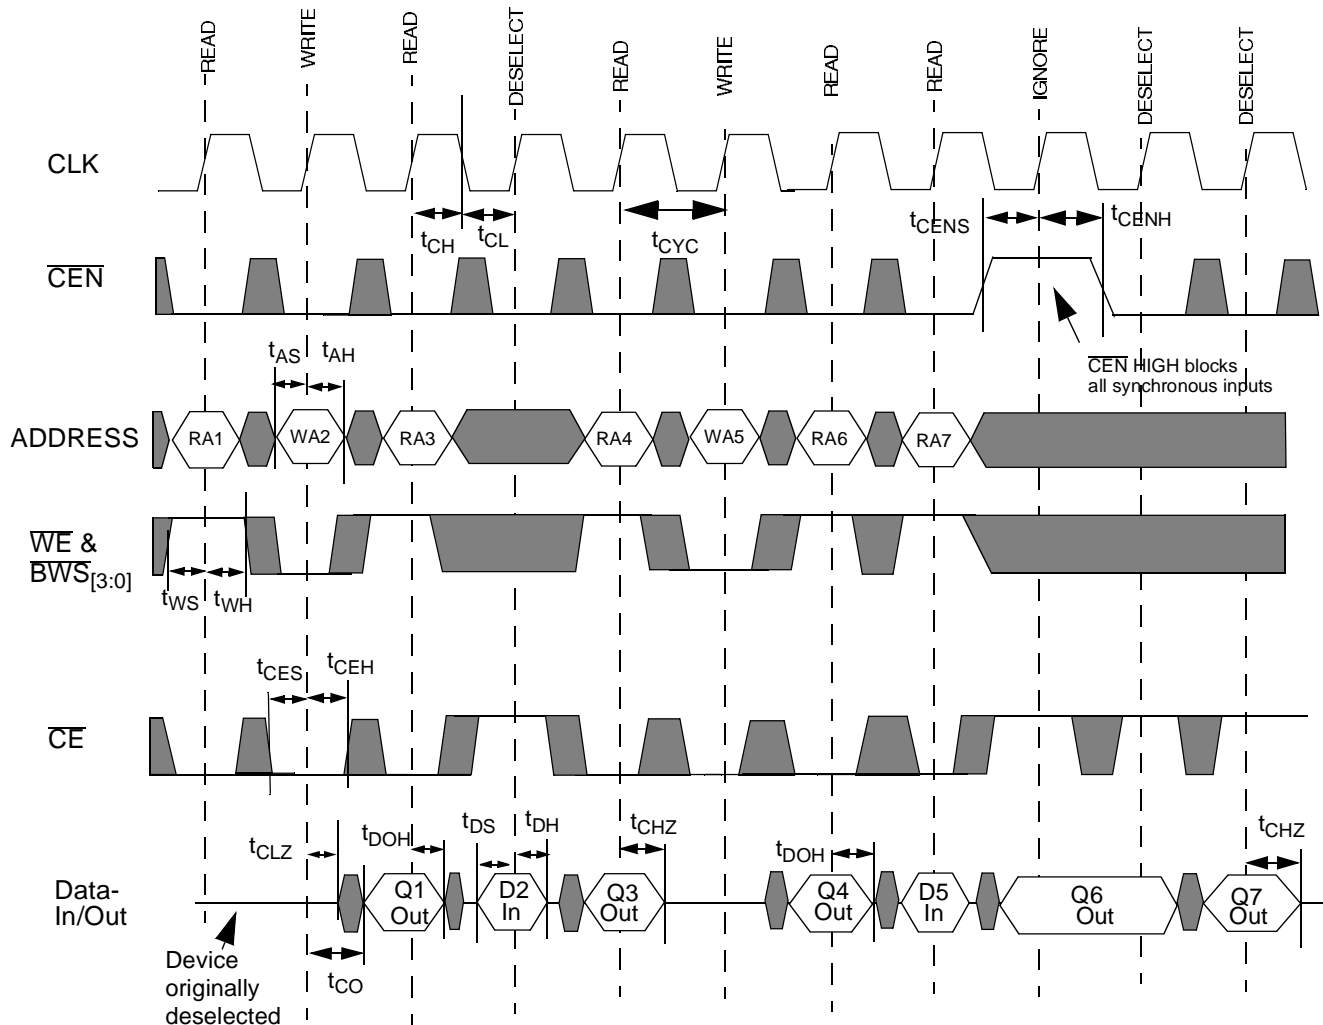 READ
WRITE
READ
DESELECT
READ
WRITE
READ
READ
IGNORE
DESELECT
DESELECT
CLK
tCH
tCL
tCYC
tCENS
tCENH
CEN
CEN HIGH blocks
all synchronous inputs
tAS
tAH
ADDRESS
RA1
WA2
RA3
RA4
WA5
RA6
RA7
WE &
BWS[3:0]
tWS
tWH
tCES
tCEH
CE
tCLZ
tDOH
tDS
tDH
tCHZ
tDOH
tCHZ
Data-
In/Out
Q1
Out
D2
In
Q3
Out
Q4
Out
D5
In
Q6
Out
Q7
Out
tCO
Device
originally
deselected